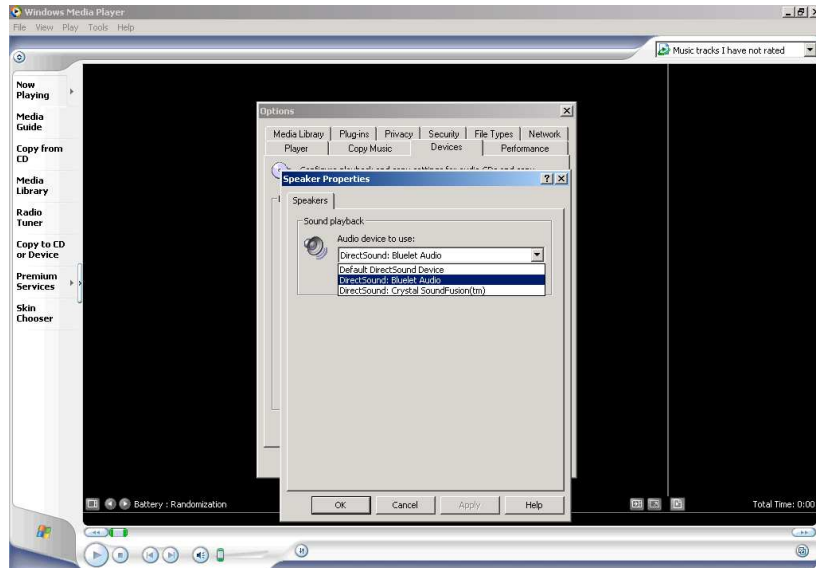 Windows Media Player
File View Play Tools Help
Music tracks I have not rated
Now
Playing
Media
Guide
Copy from
CD
Media
Library
Radio
Tuner
Copy to CD
or Device
Premium
Services
Skin
Chooser
Options
Media Library Plug-ins Privacy Security File Types Network
Player Copy Music Devices Performance
Speaker Properties
Speakers
Sound playback
Audio device to use:
DirectSound: Bluelet Audio
Default DirectSound Device
DirectSound: Bluelet Audio
DirectSound: Crystal SoundFusion(tm)
OK Cancel Apply Help
Battery : Randomization
Total Time: 0:00